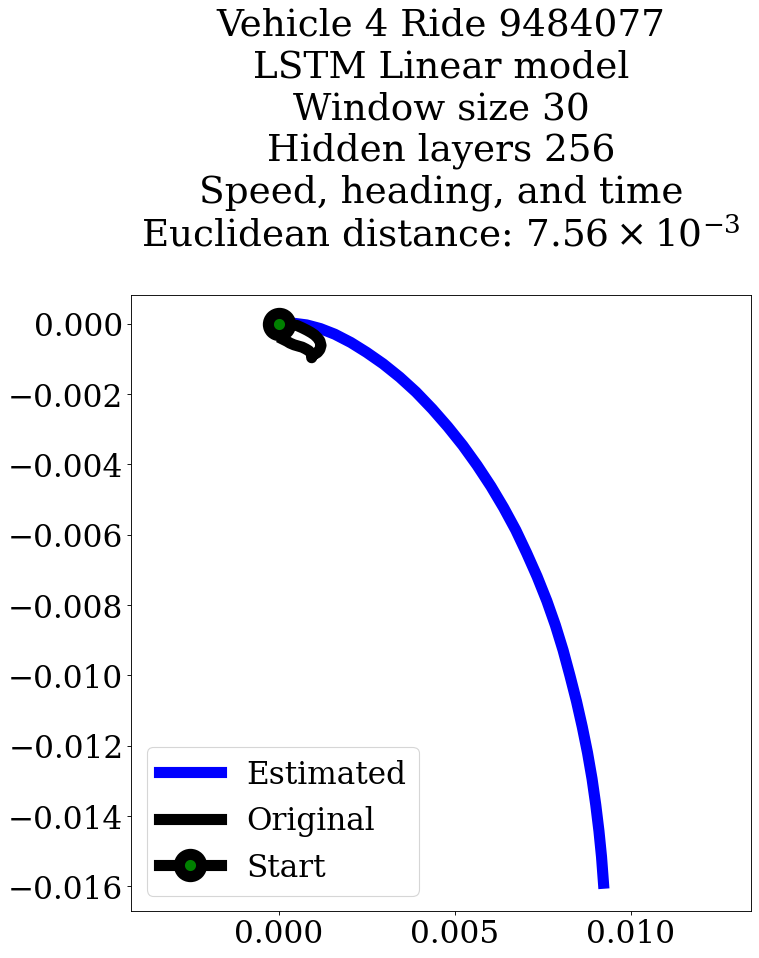 Vehicle 4 Ride 9484077
LSTM Linear model
Window size 30
Hidden layers 256
Speed, heading, and time
Euclidean distance: 7.56 × 10⁻³
0.000
−0.002
−0.004
−0.006
−0.008
−0.010
−0.012
−0.014
−0.016
Estimated
Original
Start
0.000 0.005 0.010